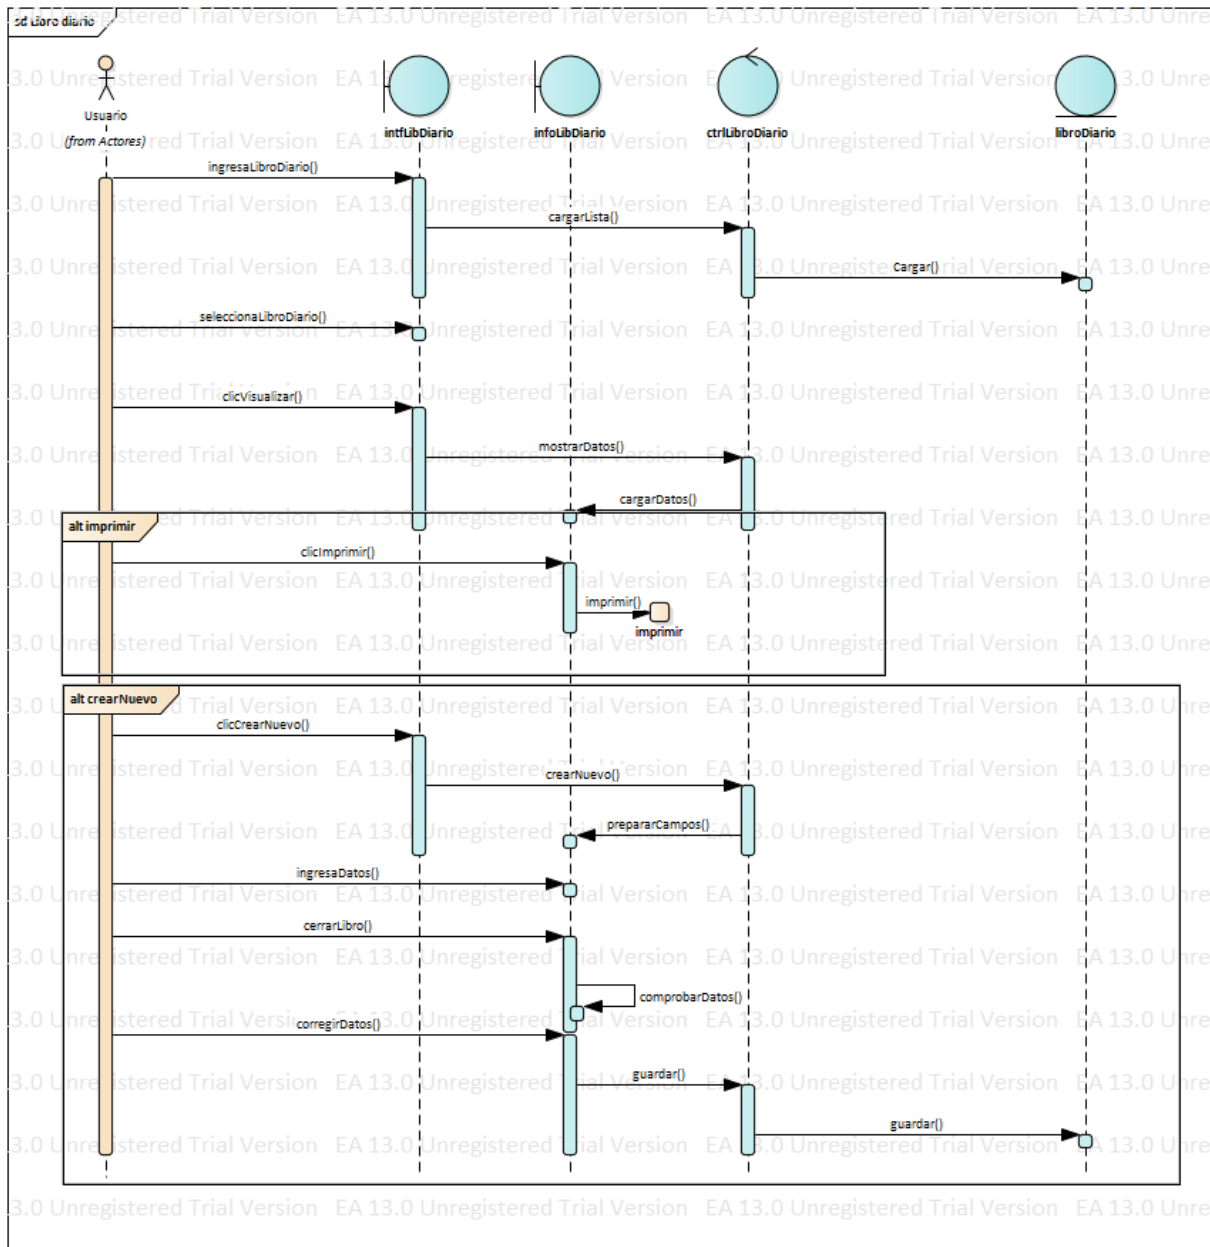 sd Libro diario
Usuario
(from Actores)
intfLibDiario
infoLibDiario
ctrlLibroDiario
libroDiario
ingresaLibroDiario()
cargarLista()
Cargar()
seleccionaLibroDiario()
clicVisualizar()
mostrarDatos()
cargarDatos()
alt imprimir
clicImprimir()
imprimir()
imprimir
alt crearNuevo
clicCrearNuevo()
crearNuevo()
prepararCampos()
ingresaDatos()
cerrarLibro()
comprobarDatos()
corregirDatos()
guardar()
guardar()
EA 13.0 Unregistered Trial Version